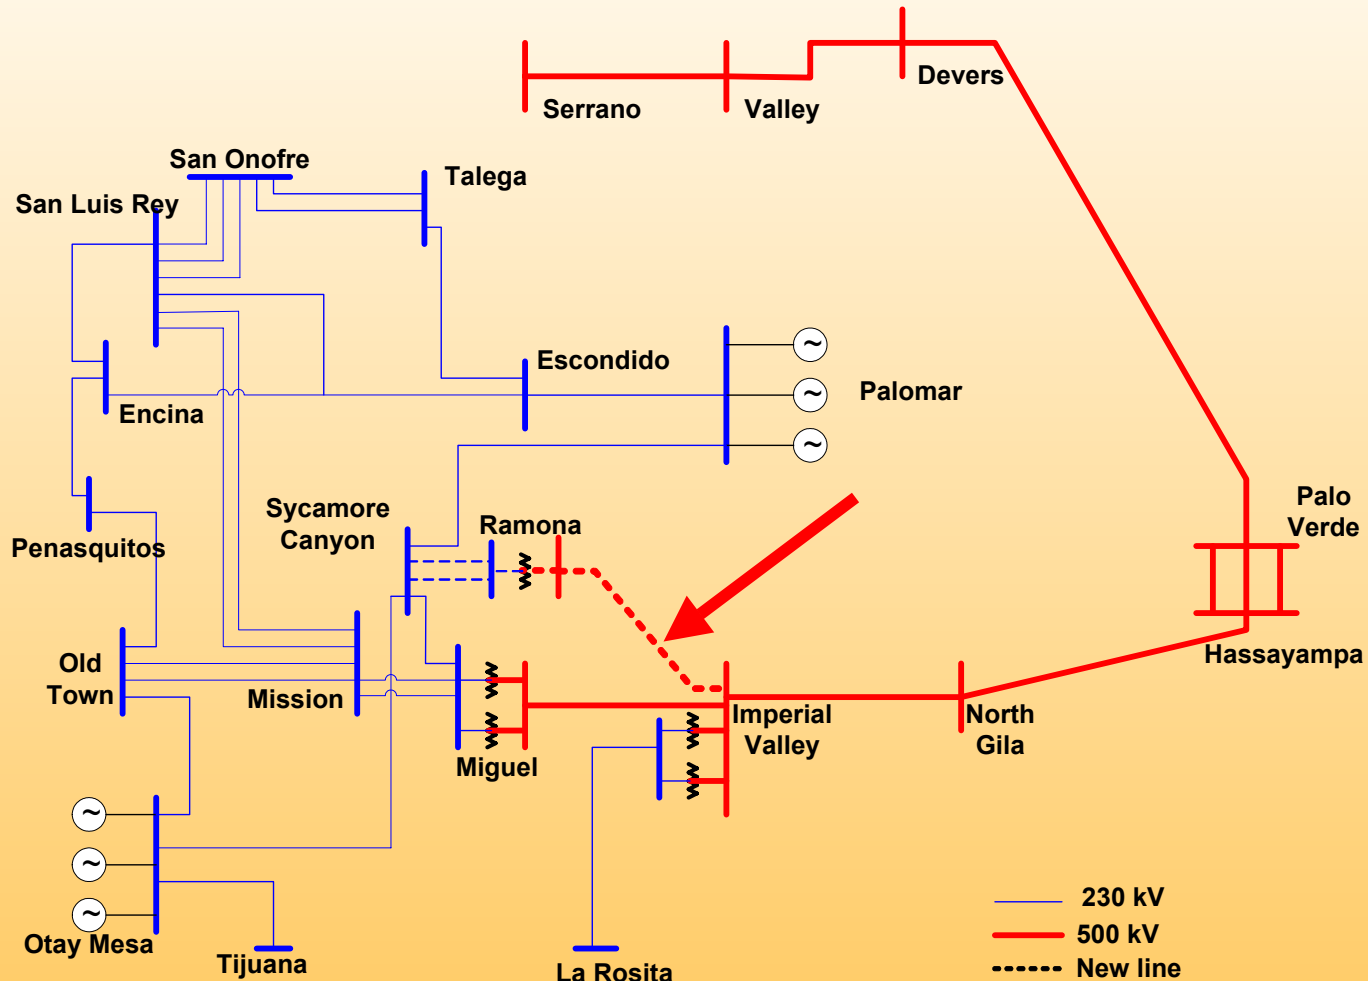 Devers
Serrano
Valley
San Onofre
Talega
San Luis Rey
Escondido
Palomar
Encina
Palo
Verde
Sycamore
Canyon
Ramona
Penasquitos
Hassayampa
Old
Town
Mission
Imperial
Valley
North
Gila
Miguel
~
~
~
~
~
~
Otay Mesa
Tijuana
La Rosita
230 kV
500 kV
New line